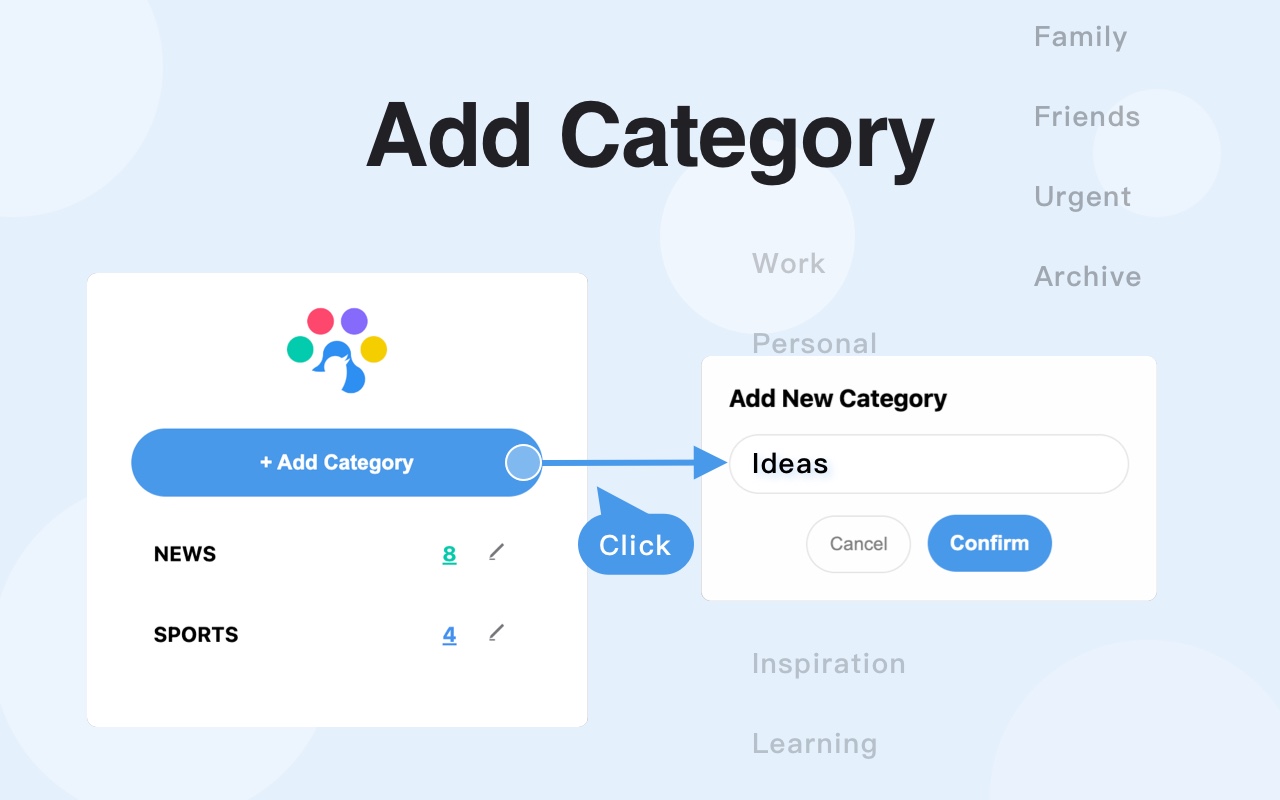 Add Category
Family
Friends
Urgent
Archive
Work
Personal
+ Add Category
NEWS 8
SPORTS 4
Click
Add New Category
Ideas
Cancel Confirm
Inspiration
Learning